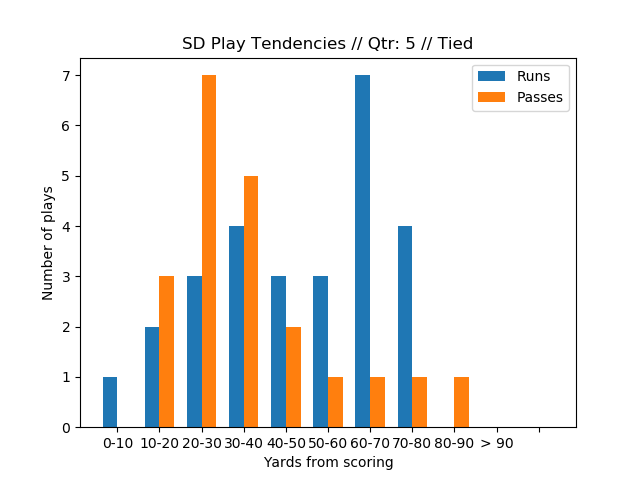 SD Play Tendencies // Qtr: 5 // Tied
Runs
Passes
Number of plays
7
6
5
4
3
2
1
0
0-10 10-20 20-30 30-40 40-50 50-60 60-70 70-80 80-90 > 90
Yards from scoring